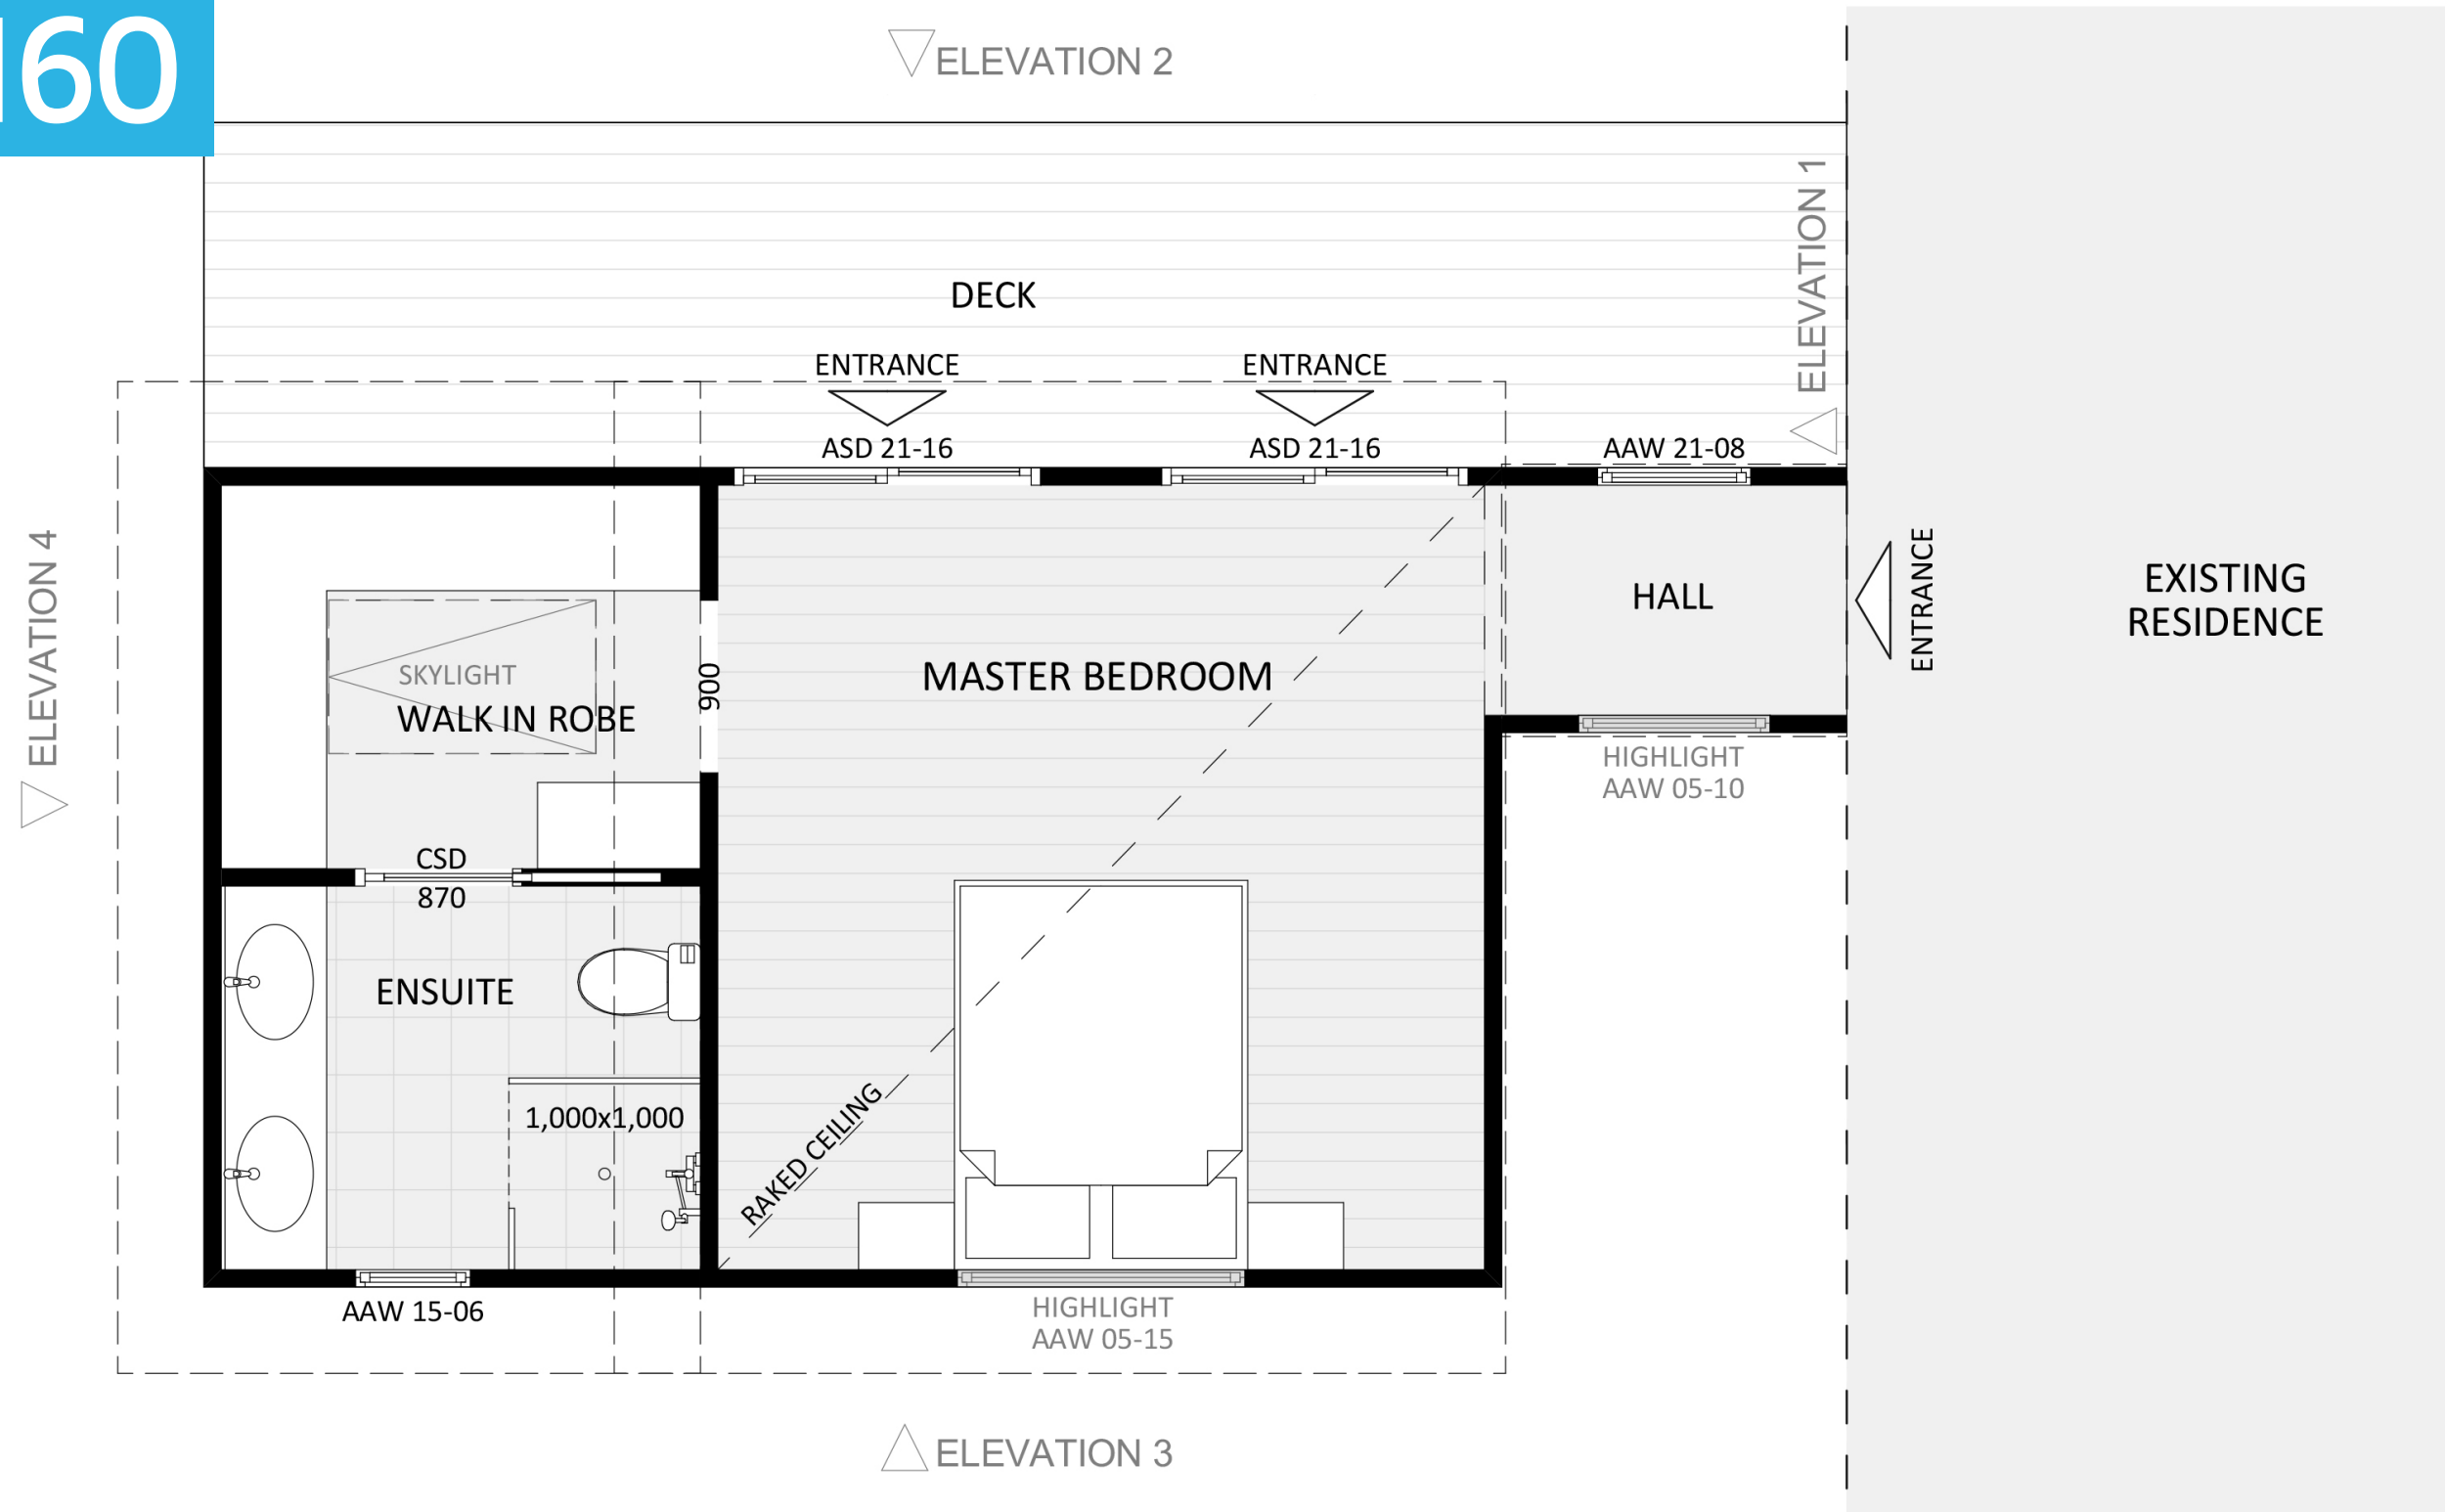 60
ELEVATION 2
ELEVATION 1
DECK
ENTRANCE
ENTRANCE
ASD 21-16
ASD 21-16
AAW 21-08
ELEVATION 4
ENTRANCE
HALL
EXISTING
RESIDENCE
SKYLIGHT
WALK IN ROBE
900
MASTER BEDROOM
HIGHLIGHT
AAW 05-10
CSD
870
ENSUITE
1,000x1,000
RAKED CEILING
AAW 15-06
HIGHLIGHT
AAW 05-15
ELEVATION 3